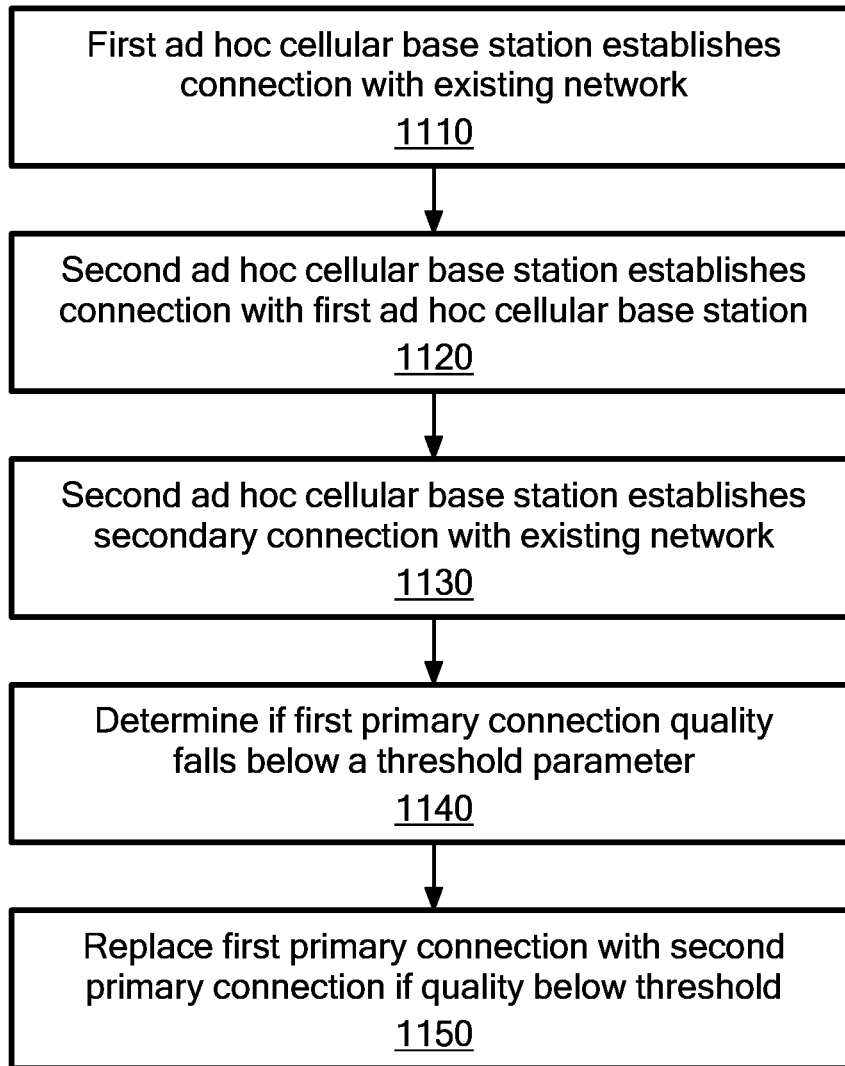 First ad hoc cellular base station establishes
connection with existing network
1110
Second ad hoc cellular base station establishes
connection with first ad hoc cellular base station
1120
Second ad hoc cellular base station establishes
secondary connection with existing network
1130
Determine if first primary connection quality
falls below a threshold parameter
1140
Replace first primary connection with second
primary connection if quality below threshold
1150